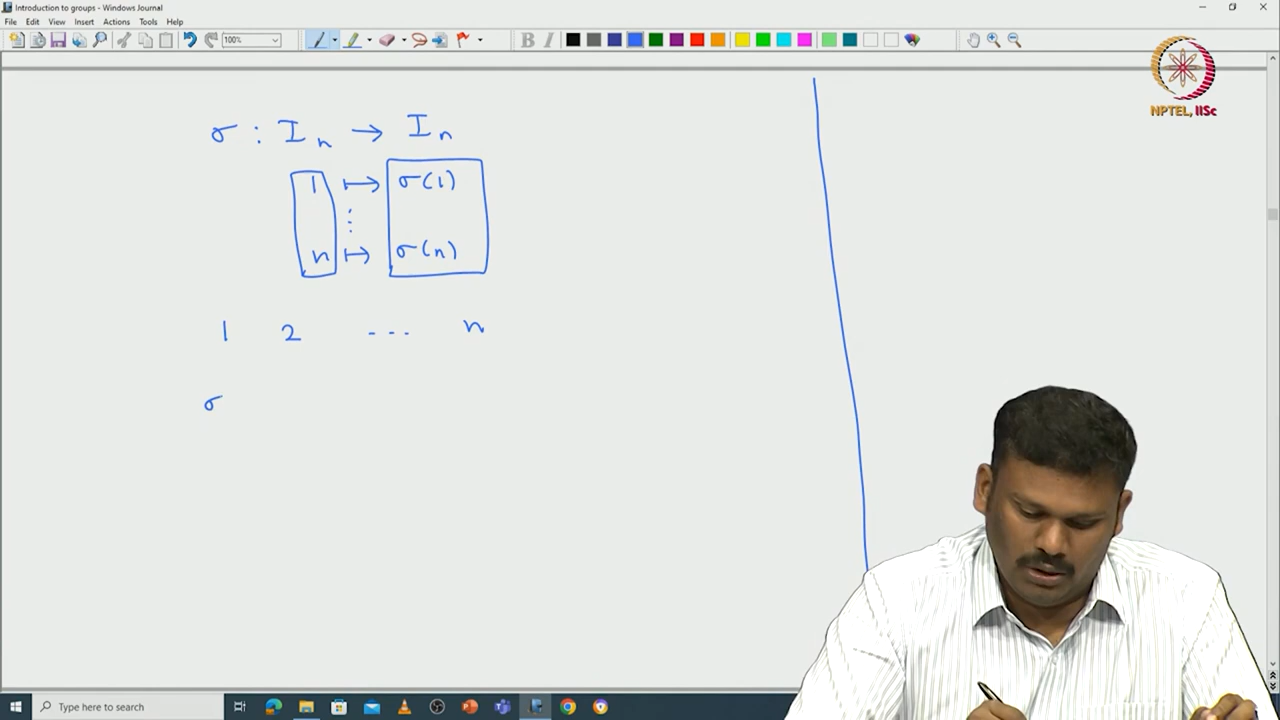 Introduction to groups - Windows Journal
File Edit View Insert Actions Tools Help
100%
B I
NPTEL, IISc
σ : I_n → I_n
1 ↦ σ(1)
⋮
n ↦ σ(n)
1 2 ... n
σ
Type here to search